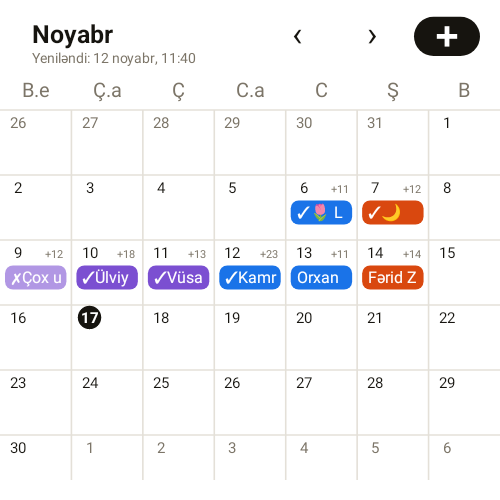 Noyabr
‹ › +
Yeniləndi: 12 noyabr, 11:40
B.e Ç.a Ç C.a C Ş B
26 27 28 29 30 31 1
2 3 4 5 6 +11 7 +12 8
✓🌷 L ✓🌙
9 +12 10 +18 11 +13 12 +23 13 +11 14 +14 15
✗Çox u ✓Ülviy ✓Vüsa ✓Kamr Orxan Fərid Z
16 17 18 19 20 21 22
23 24 25 26 27 28 29
30 1 2 3 4 5 6